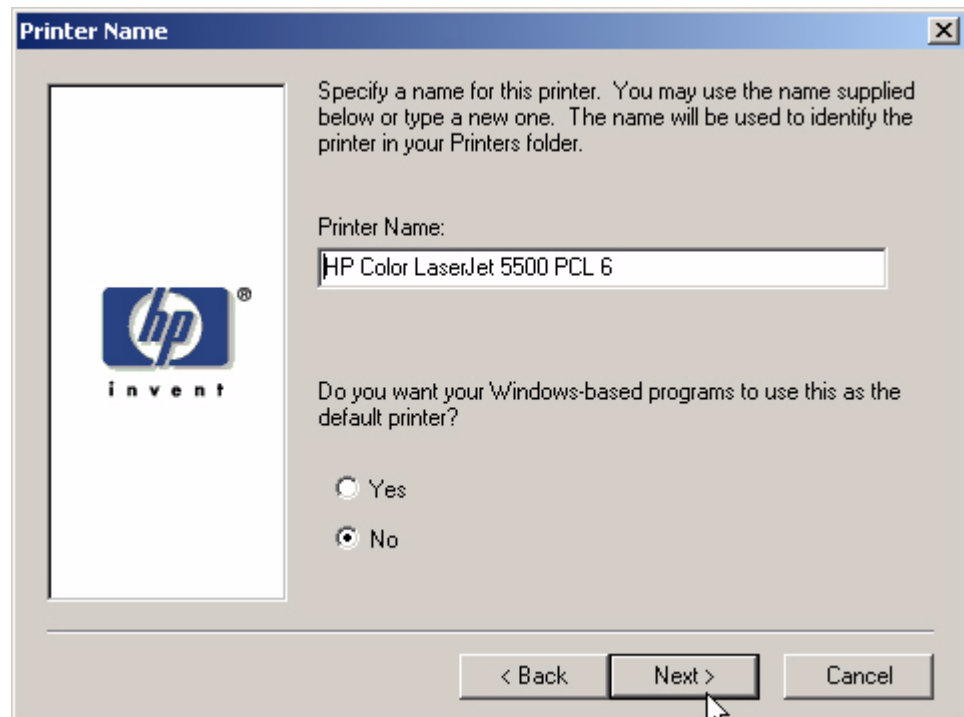 Printer Name
Specify a name for this printer. You may use the name supplied
below or type a new one. The name will be used to identify the
printer in your Printers folder.
Printer Name:
HP Color LaserJet 5500 PCL 6
hp ®
invent
Do you want your Windows-based programs to use this as the
default printer?
Yes
No
< Back
Next >
Cancel